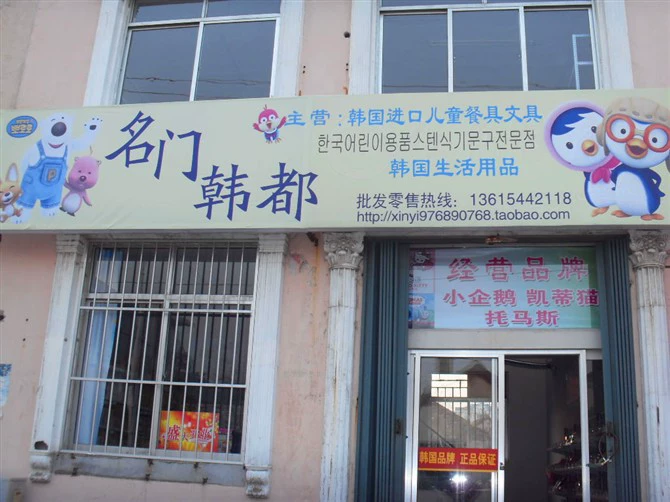 名门
韩都
主营：韩国进口儿童餐具文具
한국어린이용품스텐식기문구전문점
韩国生活用品
批发零售热线：13615442118
http://xinyi976890768.taobao.com
经营品牌
小企鹅 凯蒂猫
托马斯
韩国品牌 正品保证